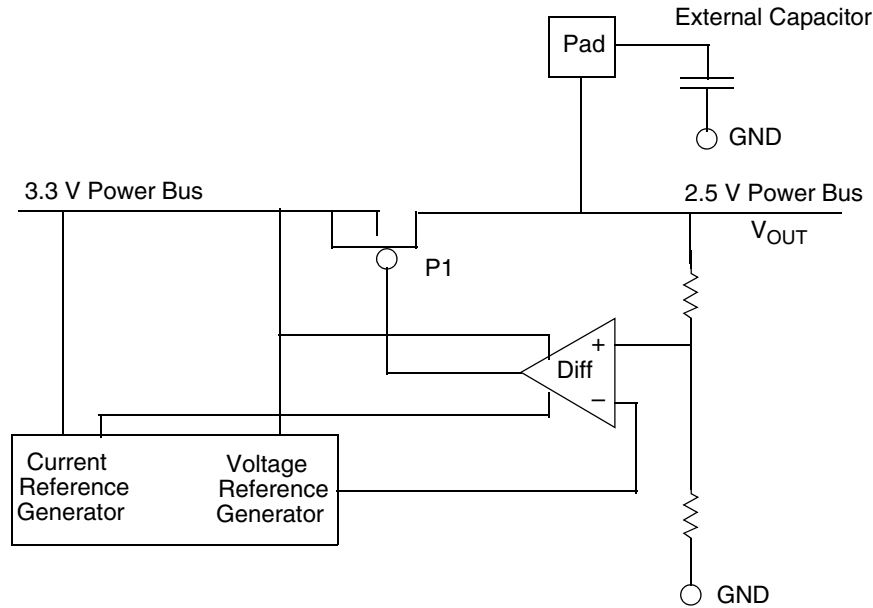 External Capacitor
Pad
GND
3.3 V Power Bus
2.5 V Power Bus
VOUT
P1
+
Diff
–
Current
Reference
Generator
Voltage
Reference
Generator
GND